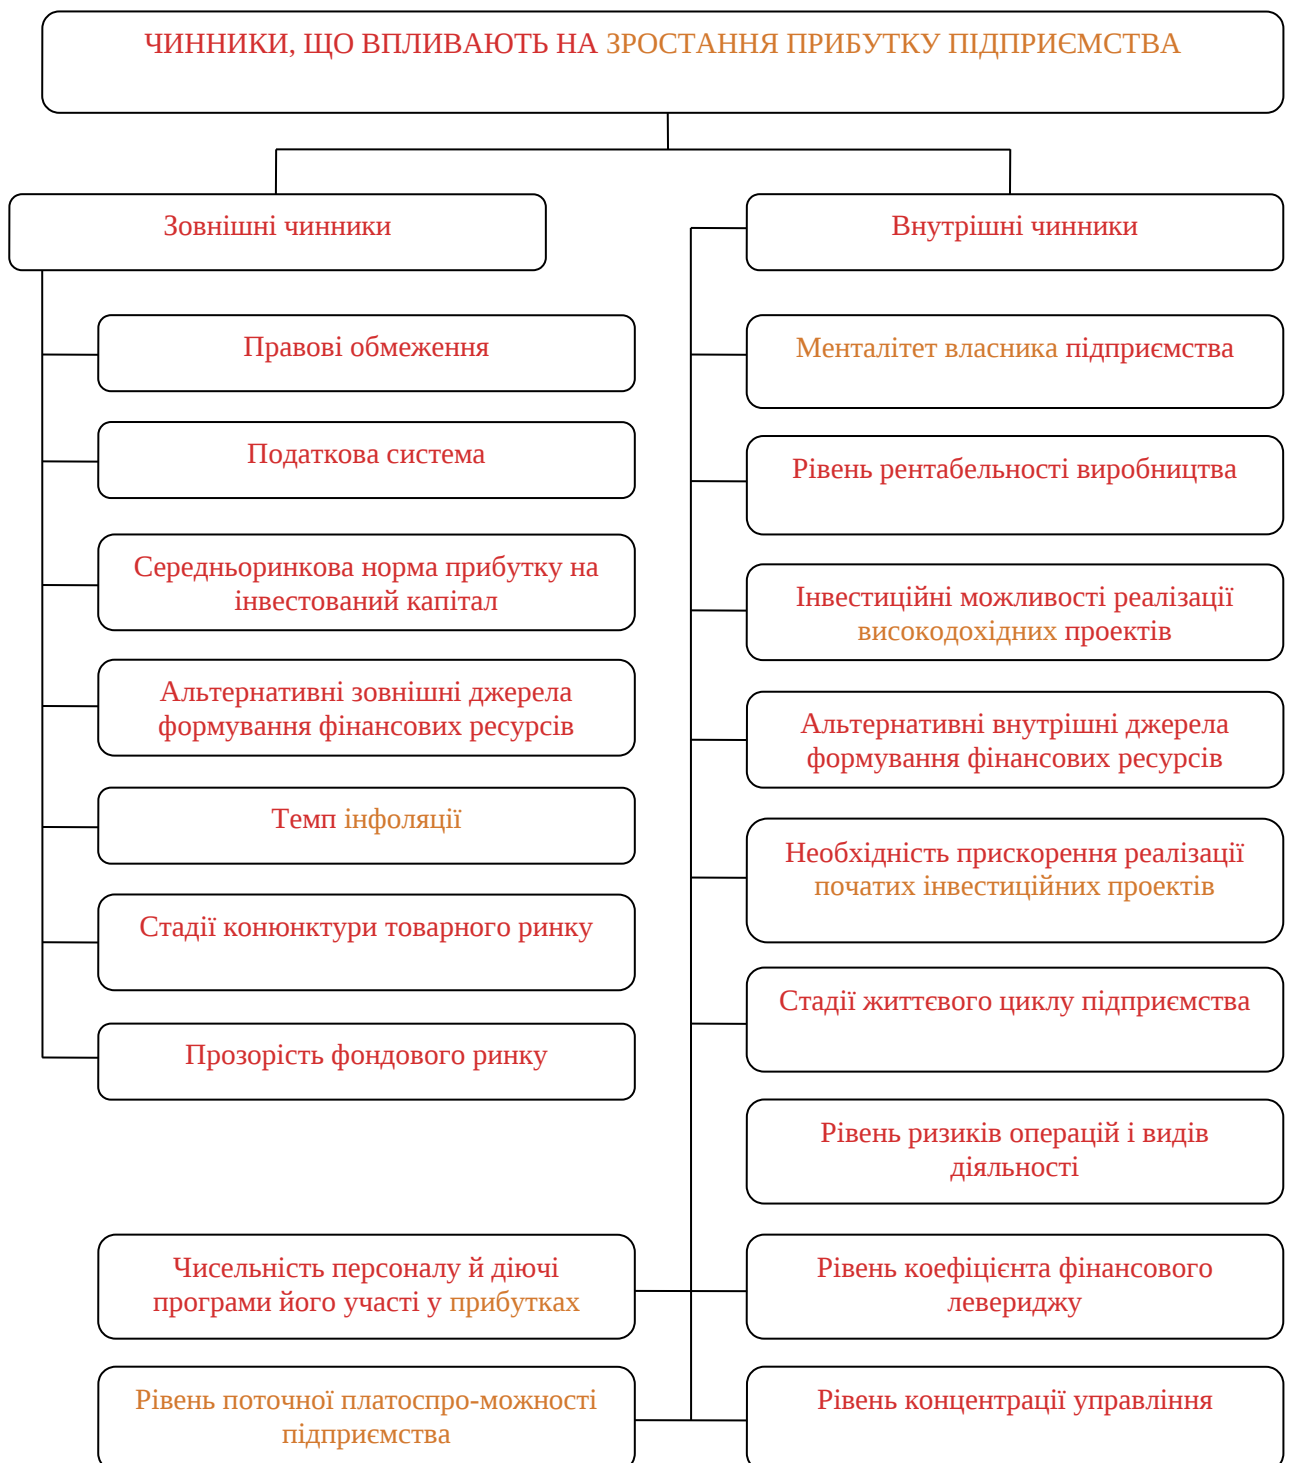 ЧИННИКИ, ЩО ВПЛИВАЮТЬ НА ЗРОСТАННЯ ПРИБУТКУ ПІДПРИЄМСТВА
Зовнішні чинники
Правові обмеження
Податкова система
Середньоринкова норма прибутку на
інвестований капітал
Альтернативні зовнішні джерела
формування фінансових ресурсів
Темп інфоляції
Стадії конюнктури товарного ринку
Прозорість фондового ринку
Внутрішні чинники
Менталітет власника підприємства
Рівень рентабельності виробництва
Інвестиційні можливості реалізації
високодохідних проектів
Альтернативні внутрішні джерела
формування фінансових ресурсів
Необхідність прискорення реалізації
початих інвестиційних проектів
Стадії життєвого циклу підприємства
Рівень ризиків операцій і видів
діяльності
Чисельність персоналу й діючі
програми його участі у прибутках
Рівень коефіцієнта фінансового
левериджу
Рівень поточної платоспро-можності
підприємства
Рівень концентрації управління